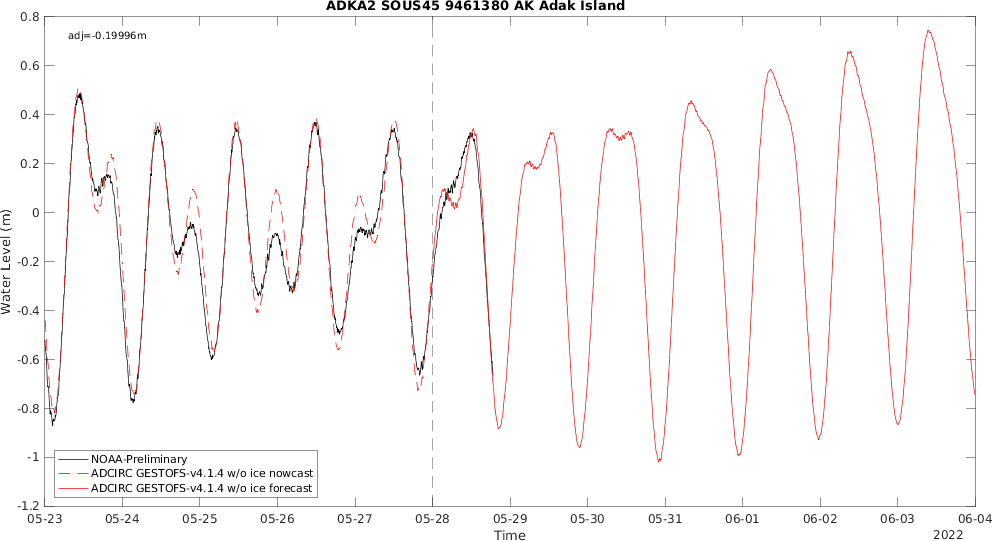 ADKA2 SOUS45 9461380 AK Adak Island
adj=-0.19996m
Water Level (m)
0.8
0.6
0.4
0.2
0
-0.2
-0.4
-0.6
-0.8
-1
-1.2
NOAA-Preliminary
ADCIRC GESTOFS-v4.1.4 w/o ice nowcast
ADCIRC GESTOFS-v4.1.4 w/o ice forecast
05-23 05-24 05-25 05-26 05-27 05-28 05-29 05-30 05-31 06-01 06-02 06-03 06-04
Time
2022